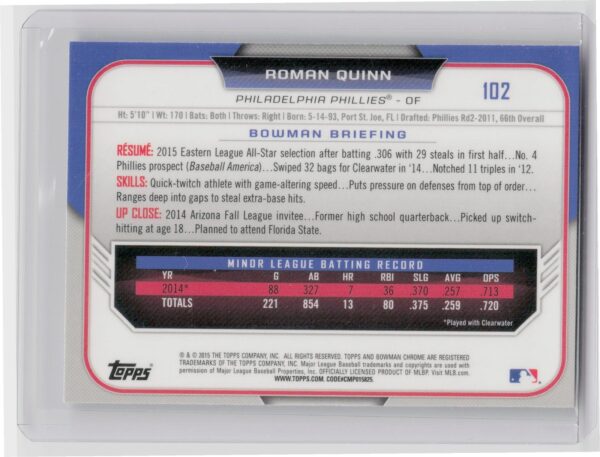 ROMAN QUINN
102
PHILADELPHIA PHILLIES® - OF
Ht: 5'10" | Wt: 170 | Bats: Both | Throws: Right | Born: 5-14-93, Port St. Joe, FL | Drafted: Phillies Rd2-2011, 66th Overall
BOWMAN BRIEFING
RÉSUMÉ: 2015 Eastern League All-Star selection after batting .306 with 29 steals in first half...No. 4
Phillies prospect (Baseball America)...Swiped 32 bags for Clearwater in '14...Notched 11 triples in '12.
SKILLS: Quick-twitch athlete with game-altering speed...Puts pressure on defenses from top of order...
Ranges deep into gaps to steal extra-base hits.
UP CLOSE: 2014 Arizona Fall League invitee...Former high school quarterback...Picked up switch-
hitting at age 18...Planned to attend Florida State.
MINOR LEAGUE BATTING RECORD
YR G AB HR RBI SLG AVG OPS
2014* 88 327 7 36 .370 .257 .713
TOTALS 221 854 13 80 .375 .259 .720
*Played with Clearwater
® & © 2015 THE TOPPS COMPANY, INC. ALL RIGHTS RESERVED. TOPPS AND BOWMAN CHROME ARE REGISTERED
TRADEMARKS OF THE TOPPS COMPANY, INC. Major League Baseball trademarks and copyrights are used with
permission of Major League Baseball Properties, Inc. OFFICIALLY LICENSED PRODUCT OF MLBP. Visit MLB.com.
WWW.TOPPS.COM. CODE#CMP015825.
TOPPS